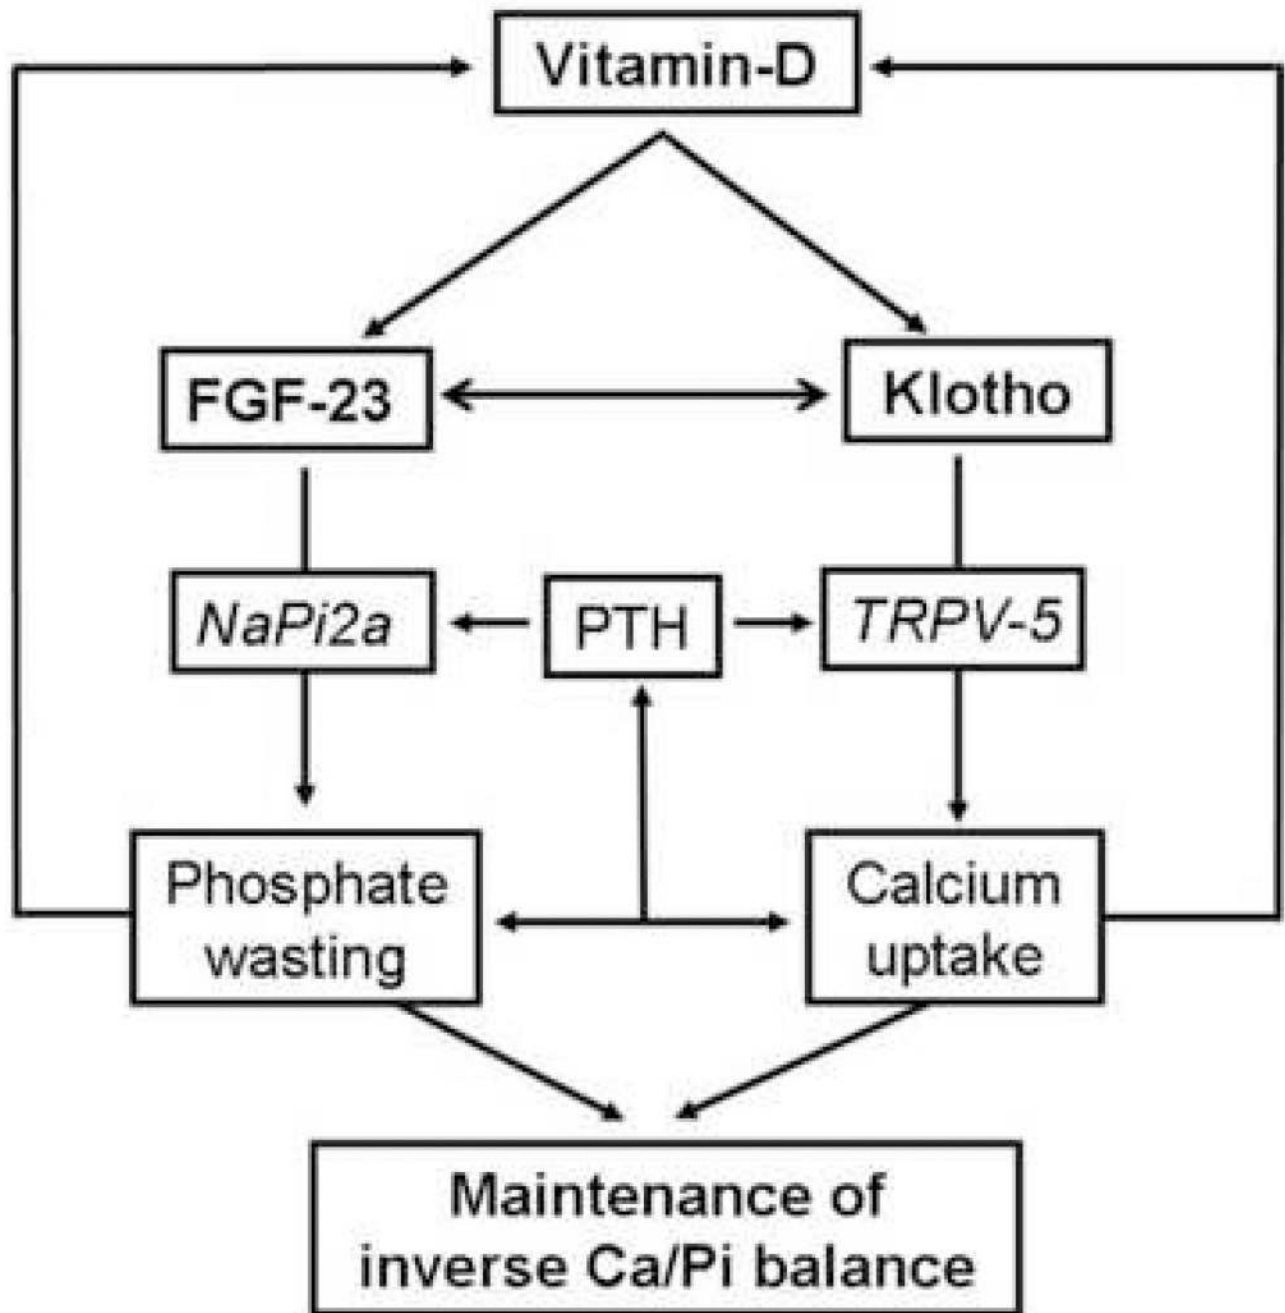 Vitamin-D
FGF-23
Klotho
NaPi2a
PTH
TRPV-5
Phosphate
wasting
Calcium
uptake
Maintenance of
inverse Ca/Pi balance